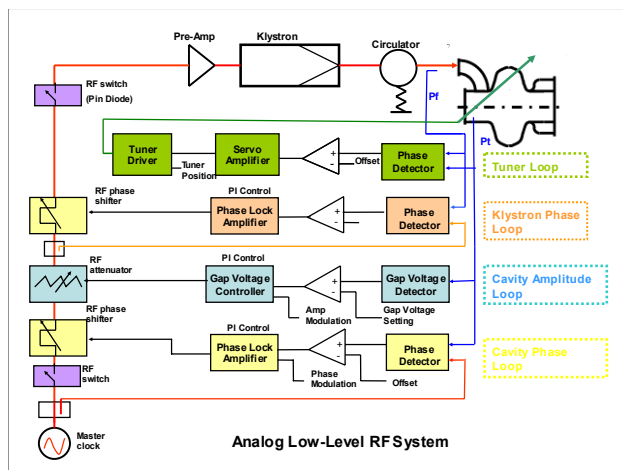 Pre-Amp
Klystron
Circulator
RF switch
(Pin Diode)
Pf
Pt
Tuner
Driver
Tuner
Position
Servo
Amplifier
+
-
Offset
Phase
Detector
Tuner Loop
RF phase
shifter
PI Control
Phase Lock
Amplifier
+
-
Phase
Detector
Klystron Phase
Loop
RF
attenuator
PI Control
Gap Voltage
Controller
Amp
Modulation
+
-
Gap Voltage
Setting
Gap Voltage
Detector
Cavity Amplitude
Loop
RF phase
shifter
PI Control
Phase Lock
Amplifier
Phase
Modulation
+
-
Offset
Phase
Detector
Cavity Phase
Loop
RF
switch
Master
clock
Analog Low-Level RF System